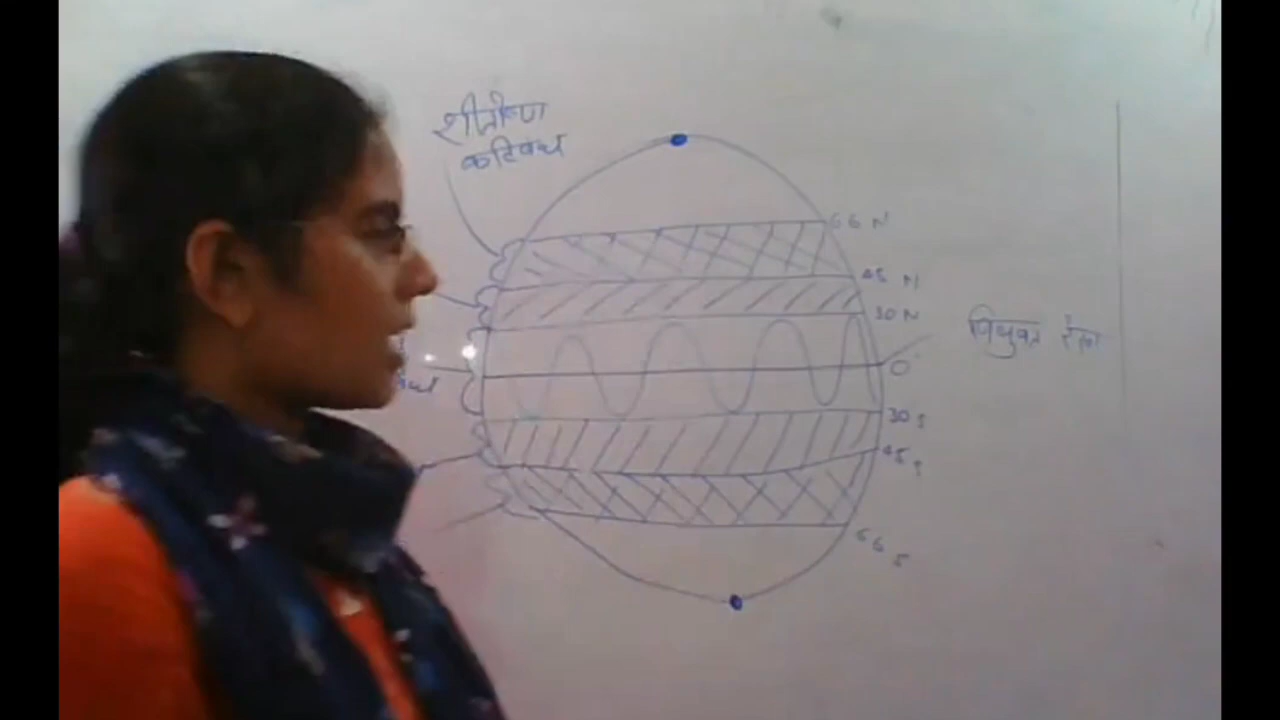 शीतोष्ण
कटिबंध
66 N
45 N
30 N
0°
विषुवत रेखा
30 S
45 S
66 S